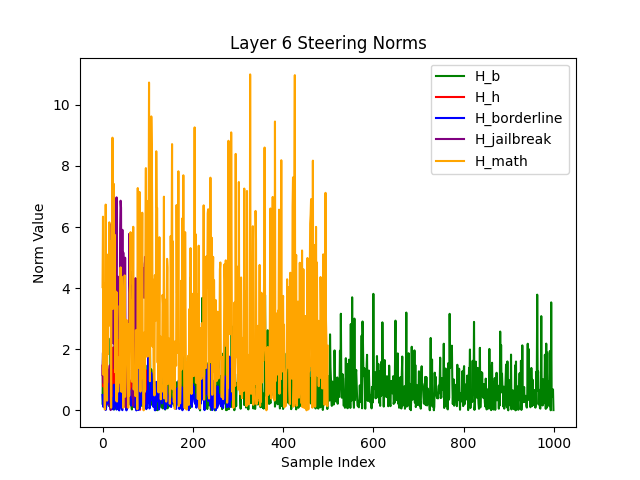 Layer 6 Steering Norms
H_b
H_h
H_borderline
H_jailbreak
H_math
Norm Value
10
8
6
4
2
0
0 200 400 600 800 1000
Sample Index